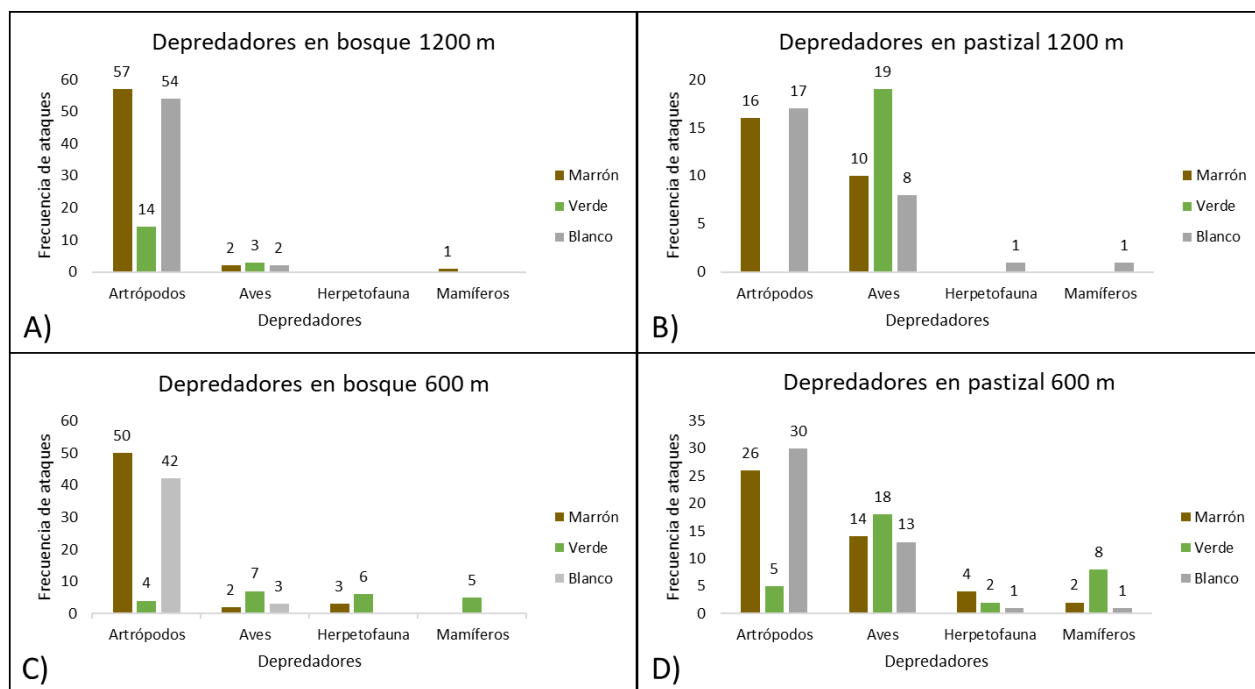 Depredadores en bosque 1200 m
Frecuencia de ataques
60
50
40
30
20
10
0
57
14
54
2
3
2
1
Artrópodos
Aves
Herpetofauna
Mamíferos
Depredadores
Marrón
Verde
Blanco
A)
Depredadores en pastizal 1200 m
Frecuencia de ataques
20
15
10
5
0
16
17
10
19
8
1
1
Artrópodos
Aves
Herpetofauna
Mamíferos
Depredadores
Marrón
Verde
Blanco
B)
Depredadores en bosque 600 m
Frecuencia de ataques
60
50
40
30
20
10
0
50
4
42
2
7
3
3
6
5
Artrópodos
Aves
Herpetofauna
Mamíferos
Depredadores
Marrón
Verde
Blanco
C)
Depredadores en pastizal 600 m
Frecuencia de ataques
35
30
25
20
15
10
5
0
26
5
30
14
18
13
4
2
1
2
8
1
Artrópodos
Aves
Herpetofauna
Mamíferos
Depredadores
Marrón
Verde
Blanco
D)